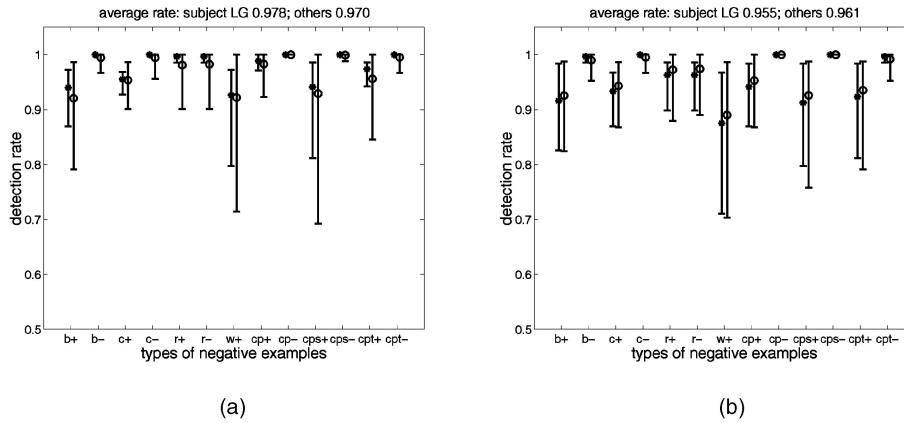 average rate: subject LG 0.978; others 0.970
1
0.9
0.8
0.7
0.6
0.5
detection rate
b+ b− c+ c− r+ r− w+ cp+ cp− cps+ cps− cpt+ cpt−
types of negative examples
(a)
average rate: subject LG 0.955; others 0.961
1
0.9
0.8
0.7
0.6
0.5
detection rate
b+ b− c+ c− r+ r− w+ cp+ cp− cps+ cps− cpt+ cpt−
types of negative examples
(b)